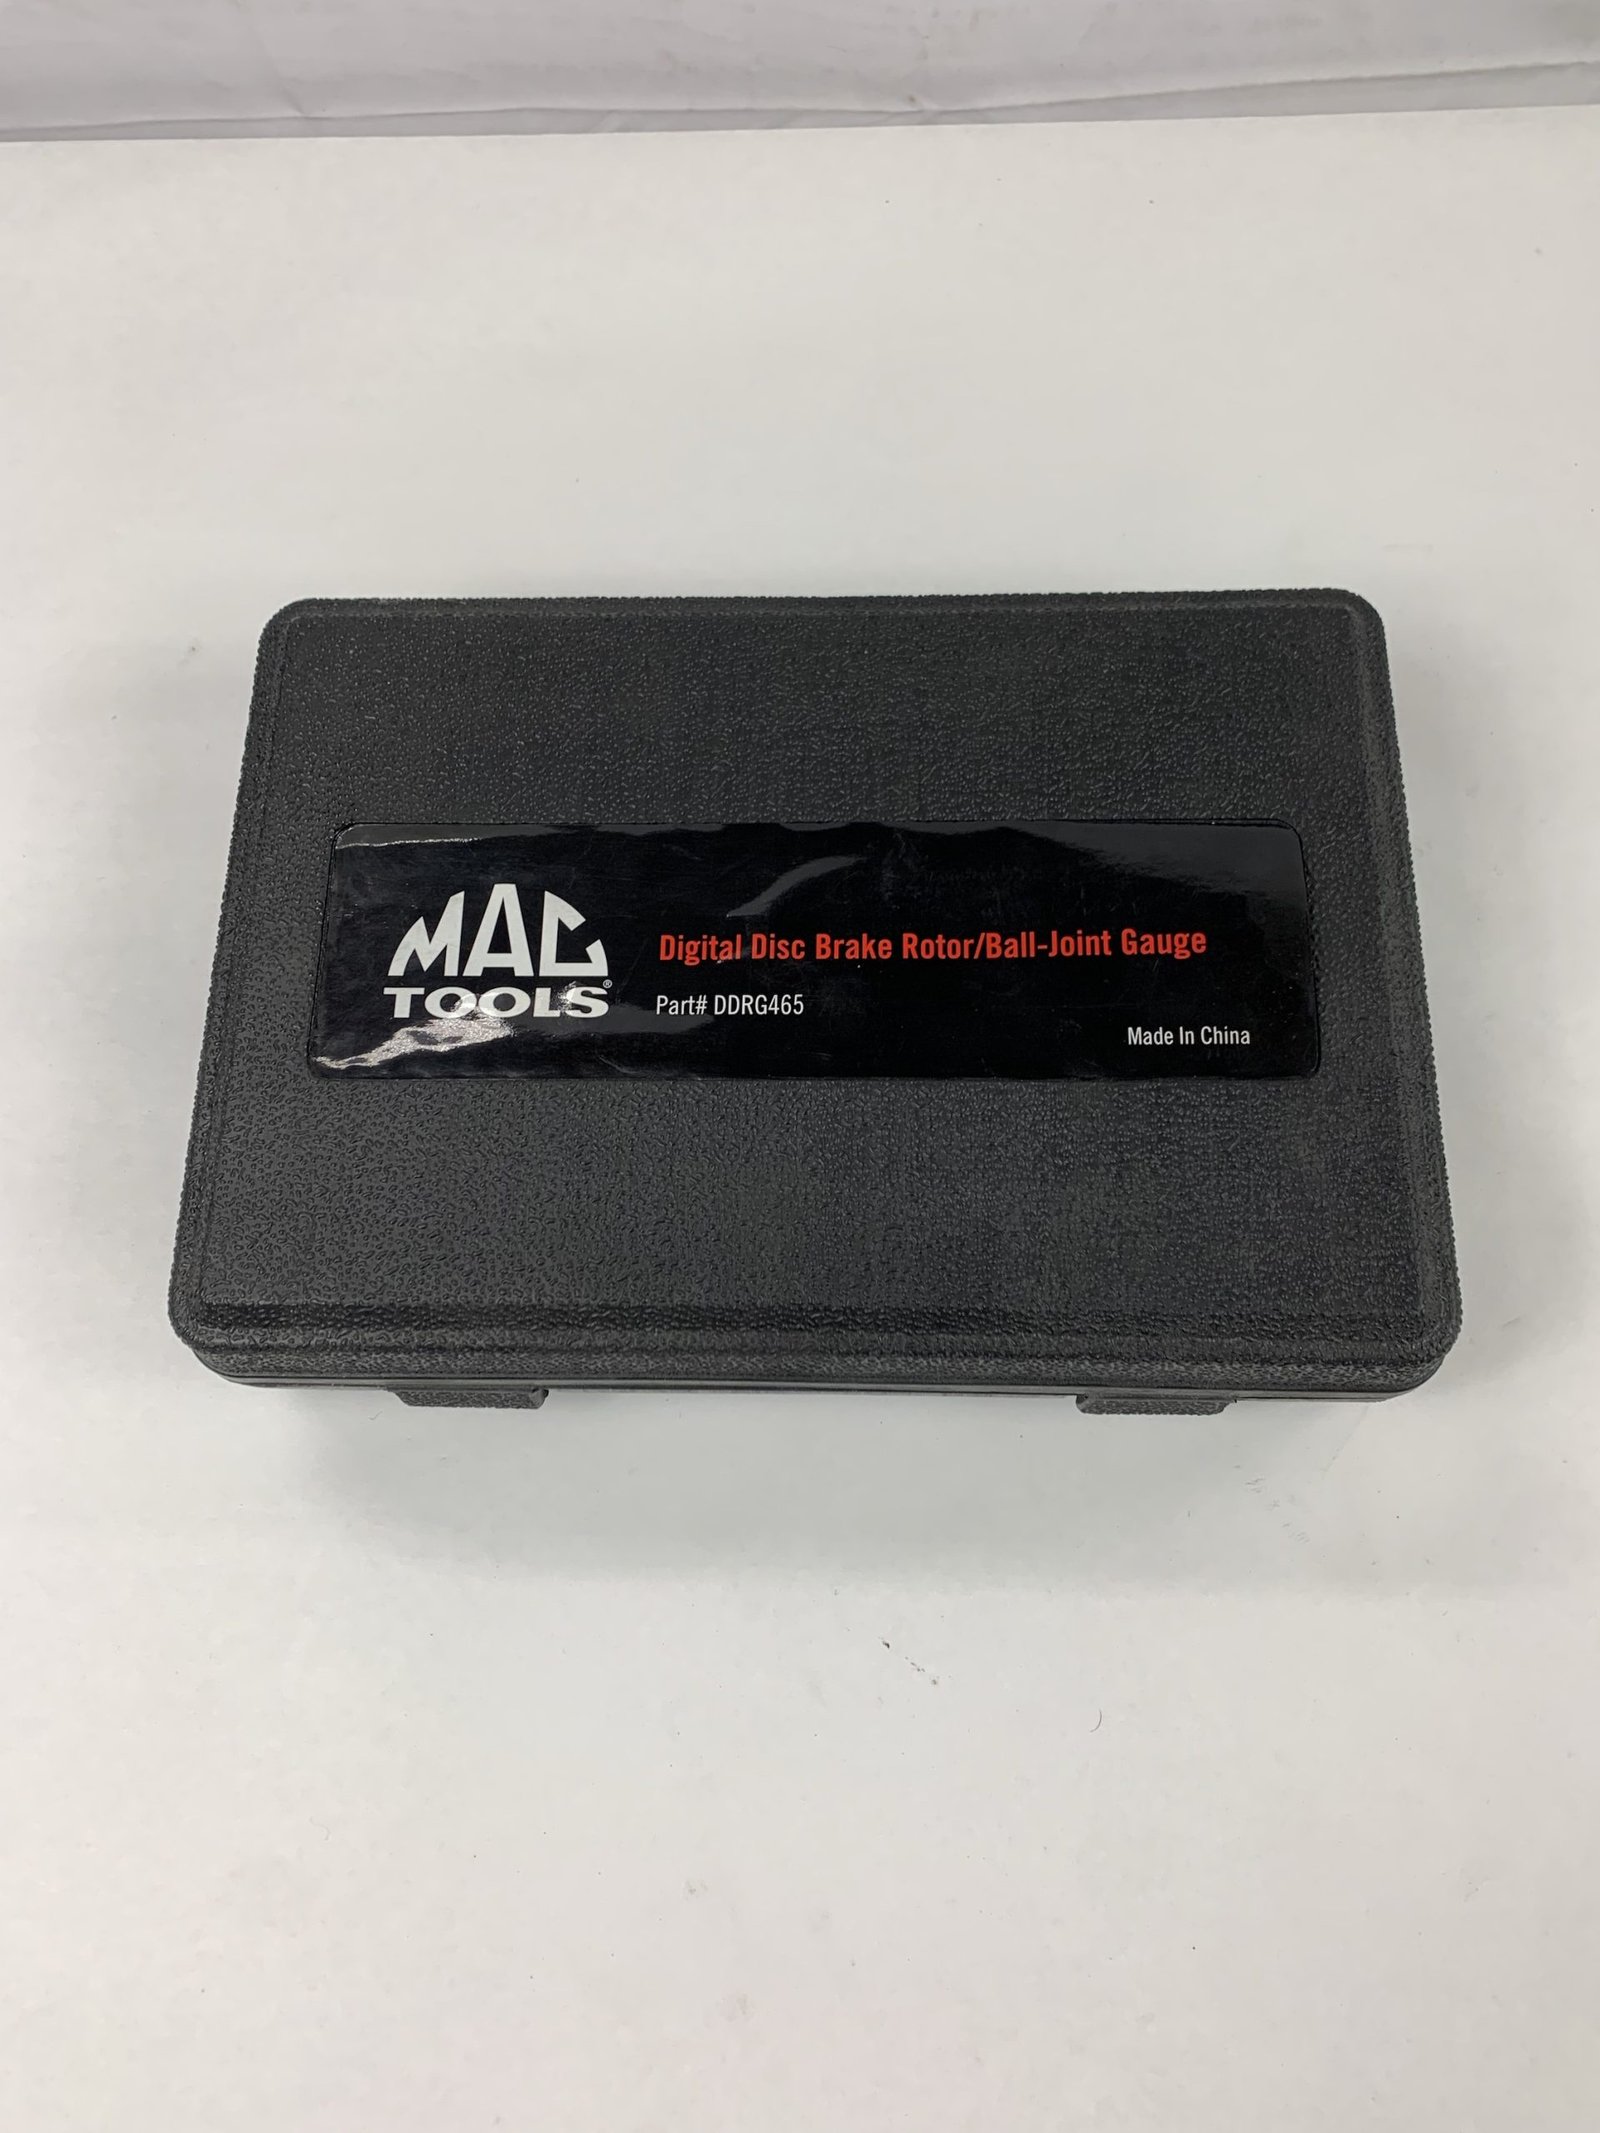 MAC
TOOLS®
Digital Disc Brake Rotor/Ball-Joint Gauge
Part# DDRG465
Made In China